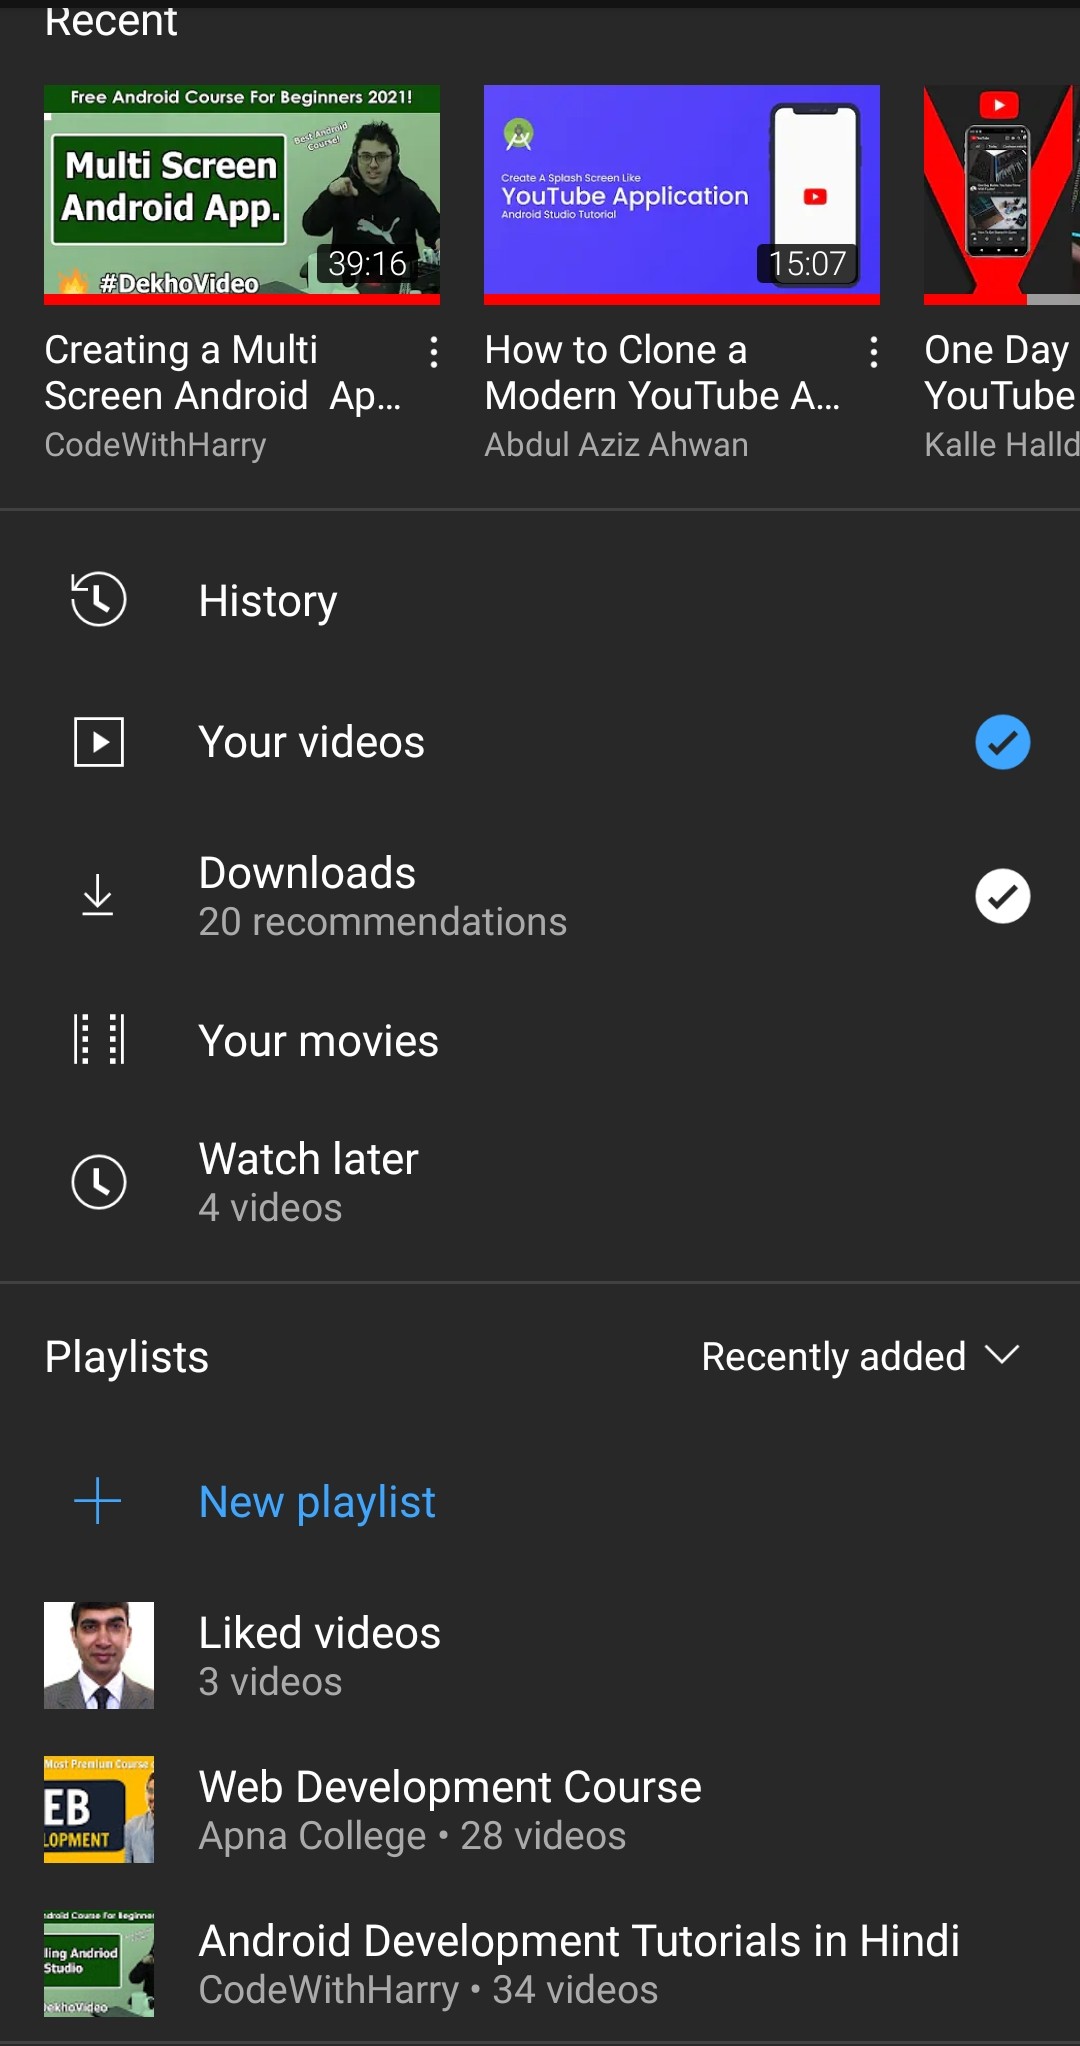 Recent
Free Android Course For Beginners 2021!
Best Android
Course!
Multi Screen
Android App.
#DekhoVideo
39:16
Create A Splash Screen Like
YouTube Application
Android Studio Tutorial
15:07
Creating a Multi
Screen Android Ap...
CodeWithHarry
How to Clone a
Modern YouTube A...
Abdul Aziz Ahwan
One Day
YouTube
Kalle Halld
History
Your videos
Downloads
20 recommendations
Your movies
Watch later
4 videos
Playlists
Recently added
New playlist
Liked videos
3 videos
Most Premium Course
EB
LOPMENT
Web Development Course
Apna College • 28 videos
ndroid Course For Beginner
ling Andriod
Studio
ekhoVideo
Android Development Tutorials in Hindi
CodeWithHarry • 34 videos